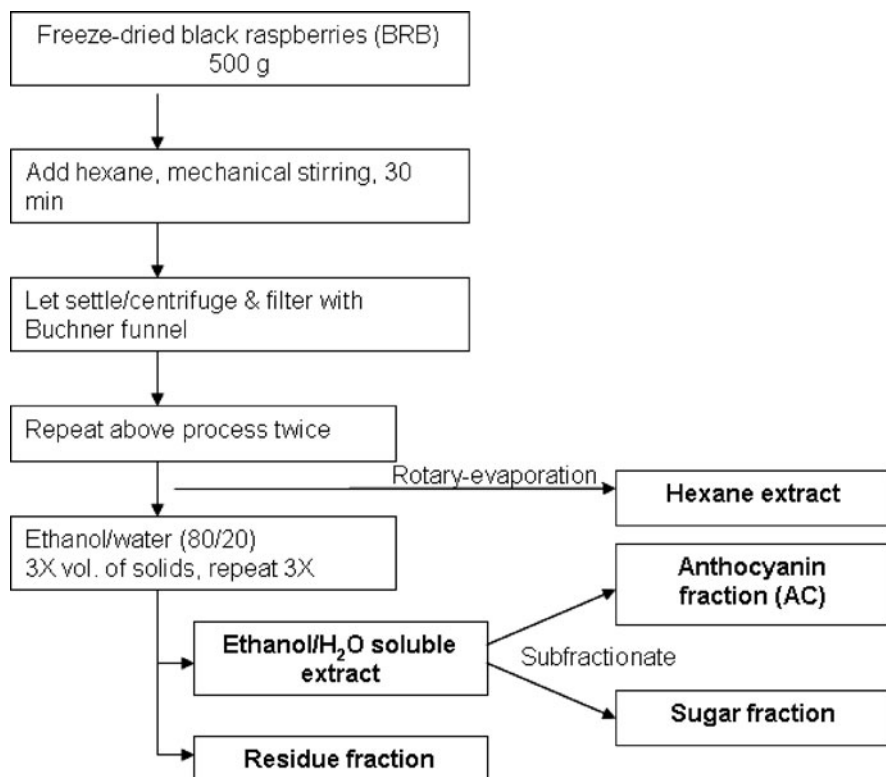 Freeze-dried black raspberries (BRB)
500 g
Add hexane, mechanical stirring, 30
min
Let settle/centrifuge & filter with
Buchner funnel
Repeat above process twice
Rotary-evaporation
Hexane extract
Ethanol/water (80/20)
3X vol. of solids, repeat 3X
Anthocyanin
fraction (AC)
Ethanol/H₂O soluble
extract
Subfractionate
Sugar fraction
Residue fraction